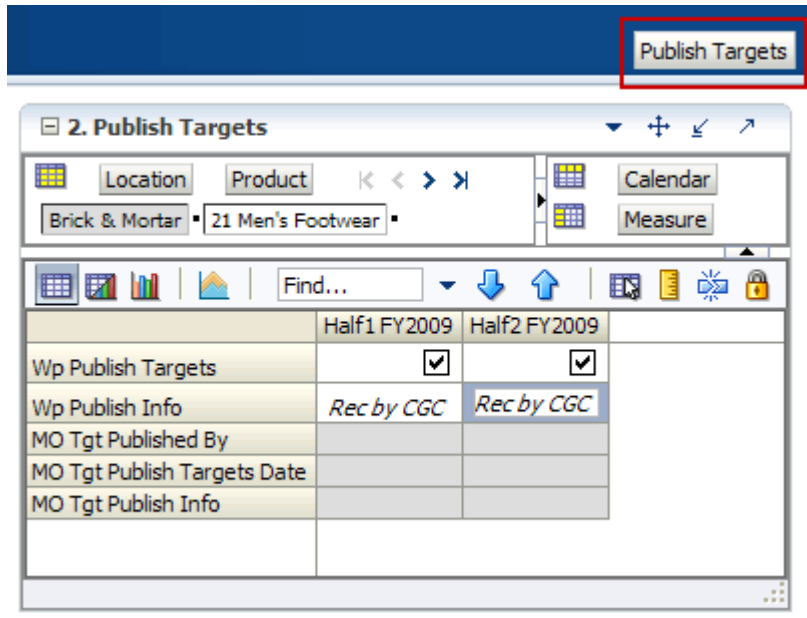 Publish Targets
2. Publish Targets
Location Product Calendar
Brick & Mortar 21 Men's Footwear Measure
Find...
Half1 FY2009 Half2 FY2009
Wp Publish Targets
Wp Publish Info Rec by CGC Rec by CGC
MO Tgt Published By
MO Tgt Publish Targets Date
MO Tgt Publish Info